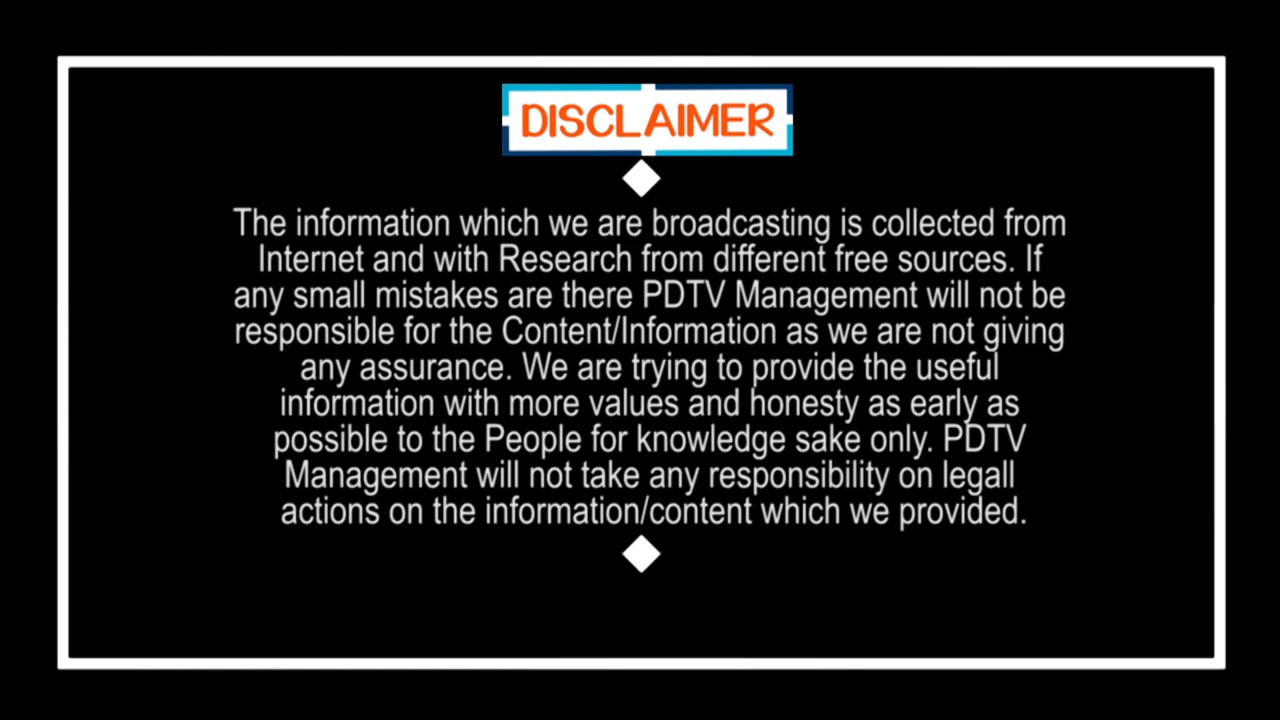 DISCLAIMER
The information which we are broadcasting is collected from
Internet and with Research from different free sources. If
any small mistakes are there PDTV Management will not be
responsible for the Content/Information as we are not giving
any assurance. We are trying to provide the useful
information with more values and honesty as early as
possible to the People for knowledge sake only. PDTV
Management will not take any responsibility on legall
actions on the information/content which we provided.